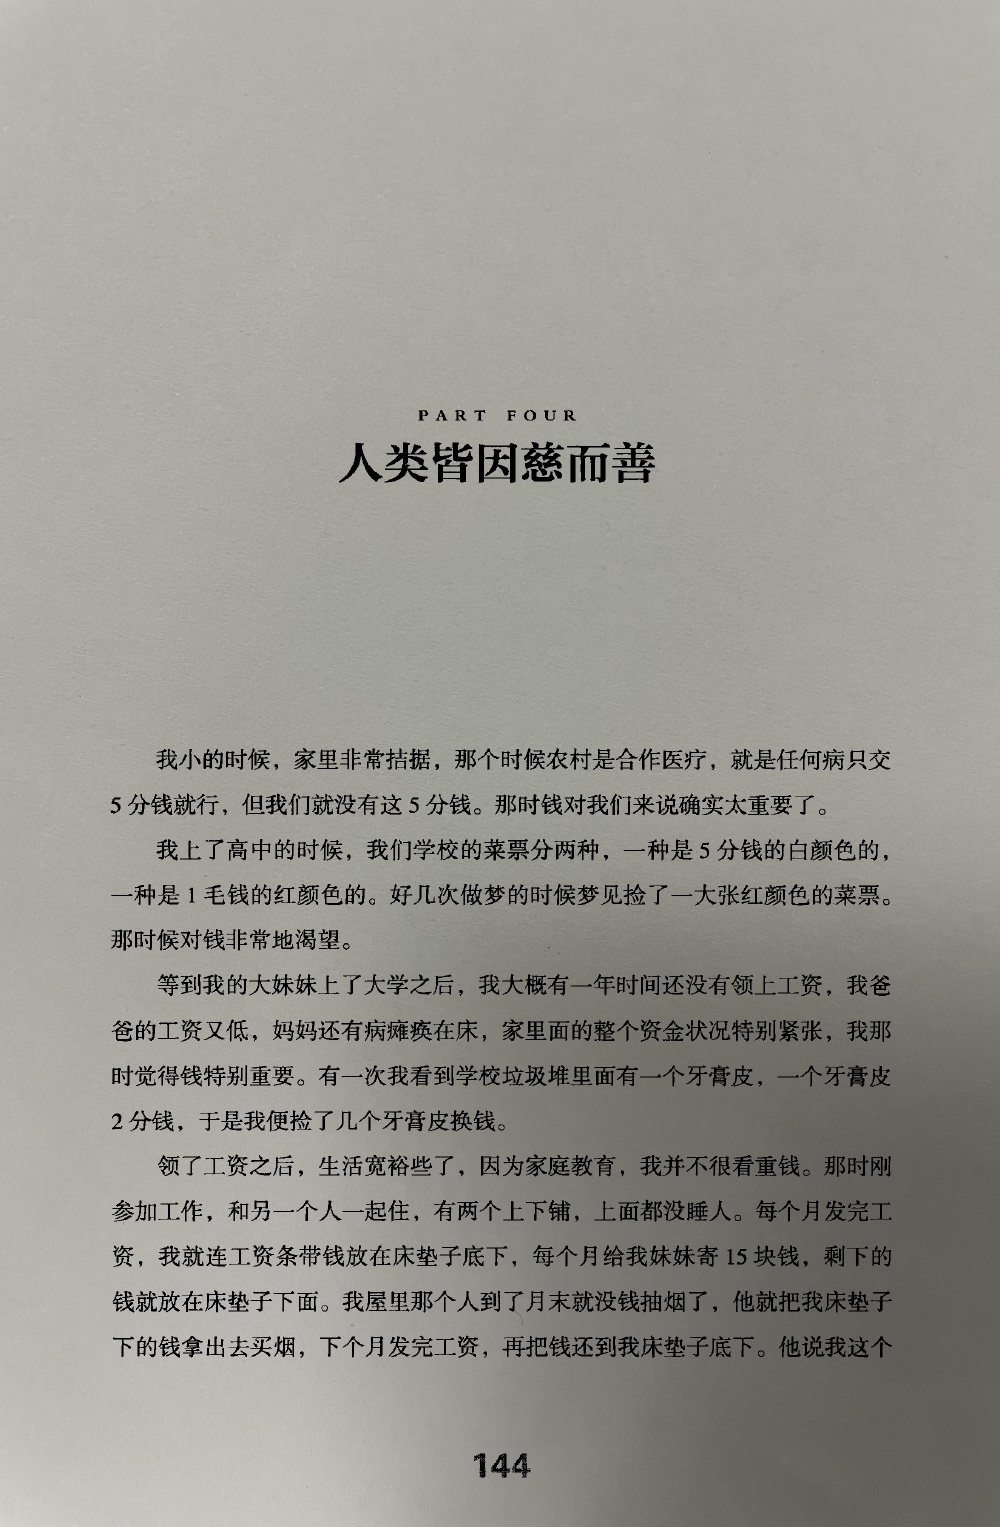 PART FOUR
人类皆因慈而善
我小的时候，家里非常拮据，那个时候农村是合作医疗，就是任何病只交
5分钱就行，但我们就没有这5分钱。那时钱对我们来说确实太重要了。
我上了高中的时候，我们学校的菜票分两种，一种是5分钱的白颜色的，
一种是1毛钱的红颜色的。好几次做梦的时候梦见捡了一大张红颜色的菜票。
那时候对钱非常地渴望。
等到我的大妹妹上了大学之后，我大概有一年时间还没有领上工资，我爸
爸的工资又低，妈妈还有病瘫痪在床，家里面的整个资金状况特别紧张，我那
时觉得钱特别重要。有一次我看到学校垃圾堆里面有一个牙膏皮，一个牙膏皮
2分钱，于是我便捡了几个牙膏皮换钱。
领了工资之后，生活宽裕些了，因为家庭教育，我并不很看重钱。那时刚
参加工作，和另一个人一起住，有两个上下铺，上面都没睡人。每个月发完工
资，我就连工资条带钱放在床垫子底下，每个月给我妹妹寄15块钱，剩下的
钱就放在床垫子下面。我屋里那个人到了月末就没钱抽烟了，他就把我床垫子
下的钱拿出去买烟，下个月发完工资，再把钱还到我床垫子底下。他说我这个
144